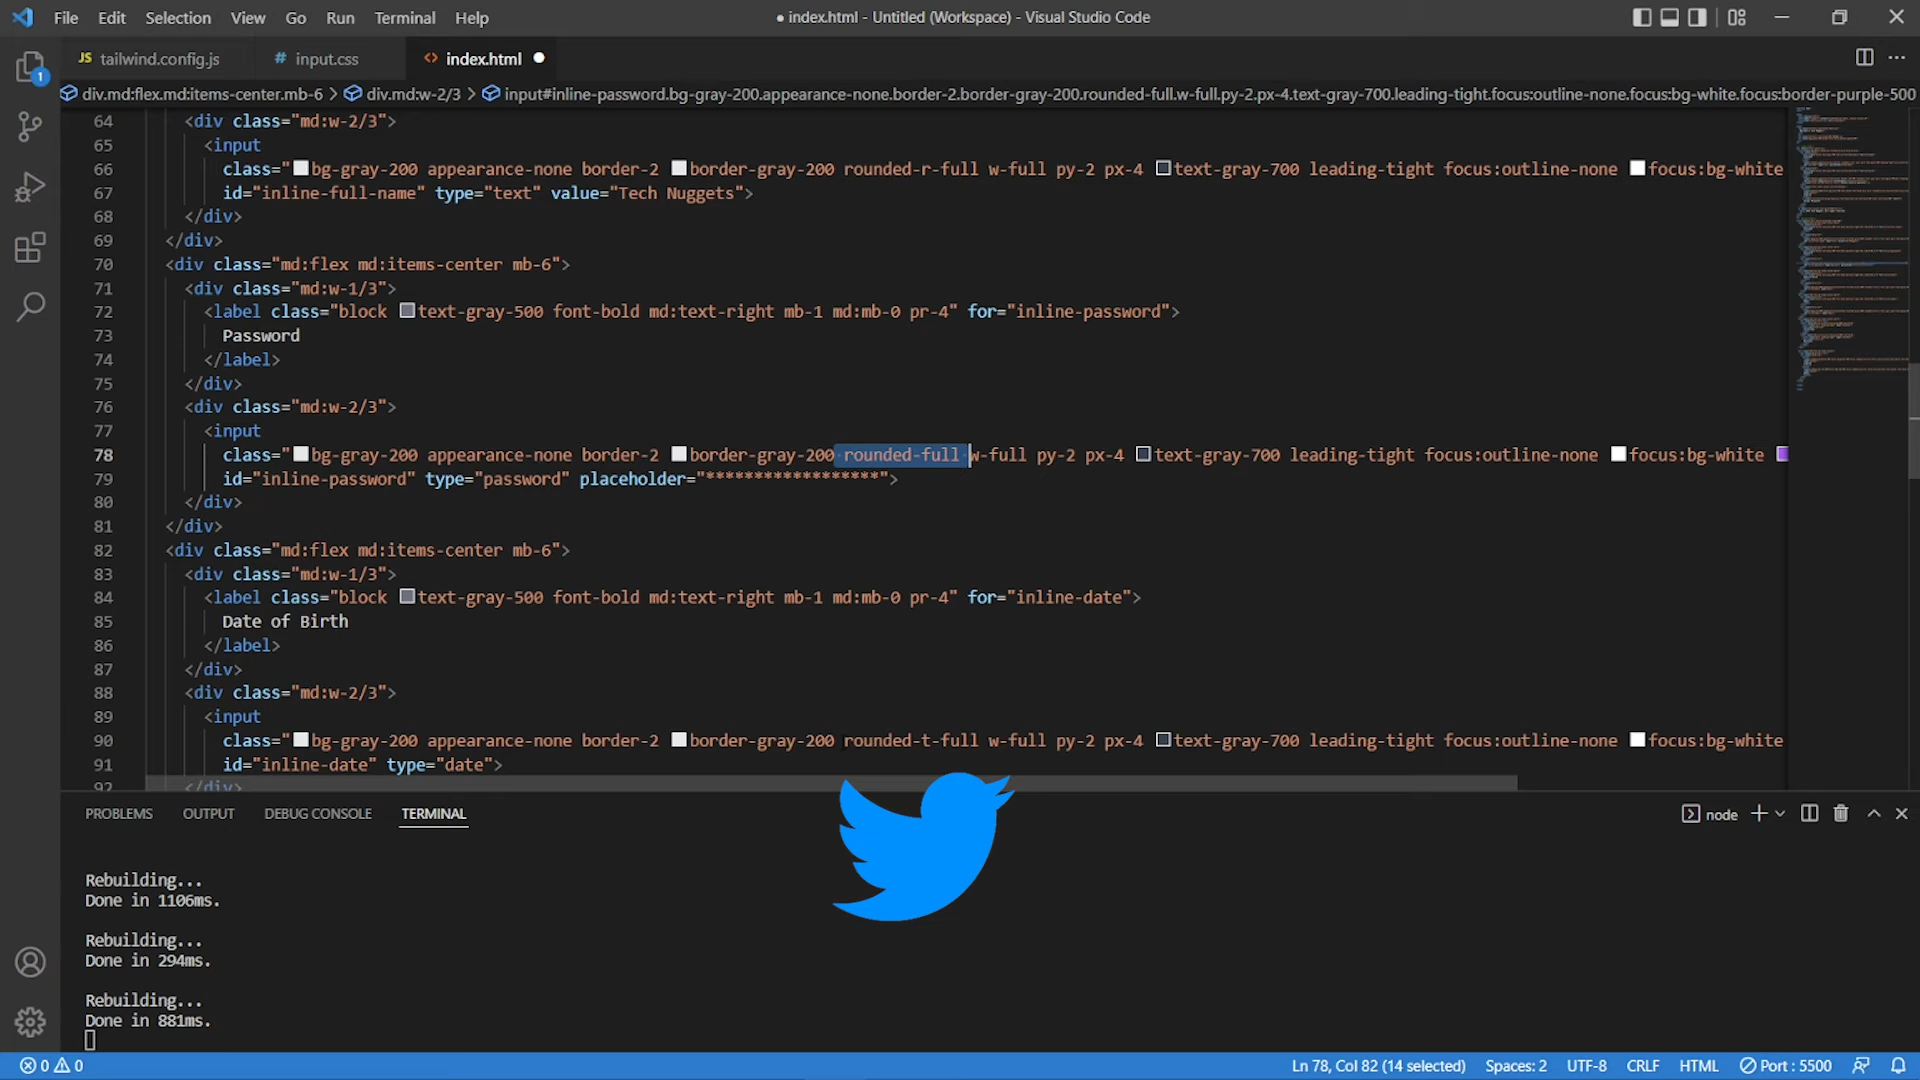 File Edit Selection View Go Run Terminal Help
● index.html - Untitled (Workspace) - Visual Studio Code
JS tailwind.config.js # input.css <> index.html
div.md:flex.md:items-center.mb-6 > div.md:w-2/3 > input#inline-password.bg-gray-200.appearance-none.border-2.border-gray-200.rounded-full.w-full.py-2.px-4.text-gray-700.leading-tight.focus:outline-none.focus:bg-white.focus:border-purple-500
1
64 <div class="md:w-2/3">
65 <input
66 class="bg-gray-200 appearance-none border-2 border-gray-200 rounded-r-full w-full py-2 px-4 text-gray-700 leading-tight focus:outline-none focus:bg-white
67 id="inline-full-name" type="text" value="Tech Nuggets">
68 </div>
69 </div>
70 <div class="md:flex md:items-center mb-6">
71 <div class="md:w-1/3">
72 <label class="block text-gray-500 font-bold md:text-right mb-1 md:mb-0 pr-4" for="inline-password">
73 Password
74 </label>
75 </div>
76 <div class="md:w-2/3">
77 <input
78 class="bg-gray-200 appearance-none border-2 border-gray-200 rounded-full w-full py-2 px-4 text-gray-700 leading-tight focus:outline-none focus:bg-white
79 id="inline-password" type="password" placeholder="******************">
80 </div>
81 </div>
82 <div class="md:flex md:items-center mb-6">
83 <div class="md:w-1/3">
84 <label class="block text-gray-500 font-bold md:text-right mb-1 md:mb-0 pr-4" for="inline-date">
85 Date of Birth
86 </label>
87 </div>
88 <div class="md:w-2/3">
89 <input
90 class="bg-gray-200 appearance-none border-2 border-gray-200 rounded-t-full w-full py-2 px-4 text-gray-700 leading-tight focus:outline-none focus:bg-white
91 id="inline-date" type="date">
92 </div>
PROBLEMS OUTPUT DEBUG CONSOLE TERMINAL
node
Rebuilding...
Done in 1106ms.
Rebuilding...
Done in 294ms.
Rebuilding...
Done in 881ms.
0 0
Ln 78, Col 82 (14 selected) Spaces: 2 UTF-8 CRLF HTML Port : 5500